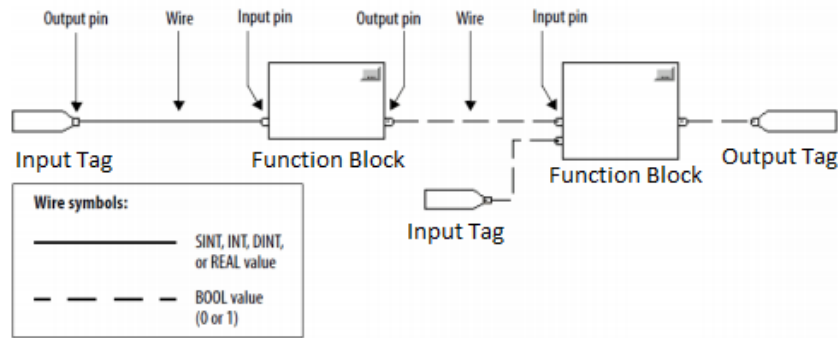 Output pin
Wire
Input pin
Output pin
Wire
Input pin
Input Tag
Function Block
Function Block
Output Tag
Input Tag
Wire symbols:
SINT, INT, DINT,
or REAL value
BOOL value
(0 or 1)